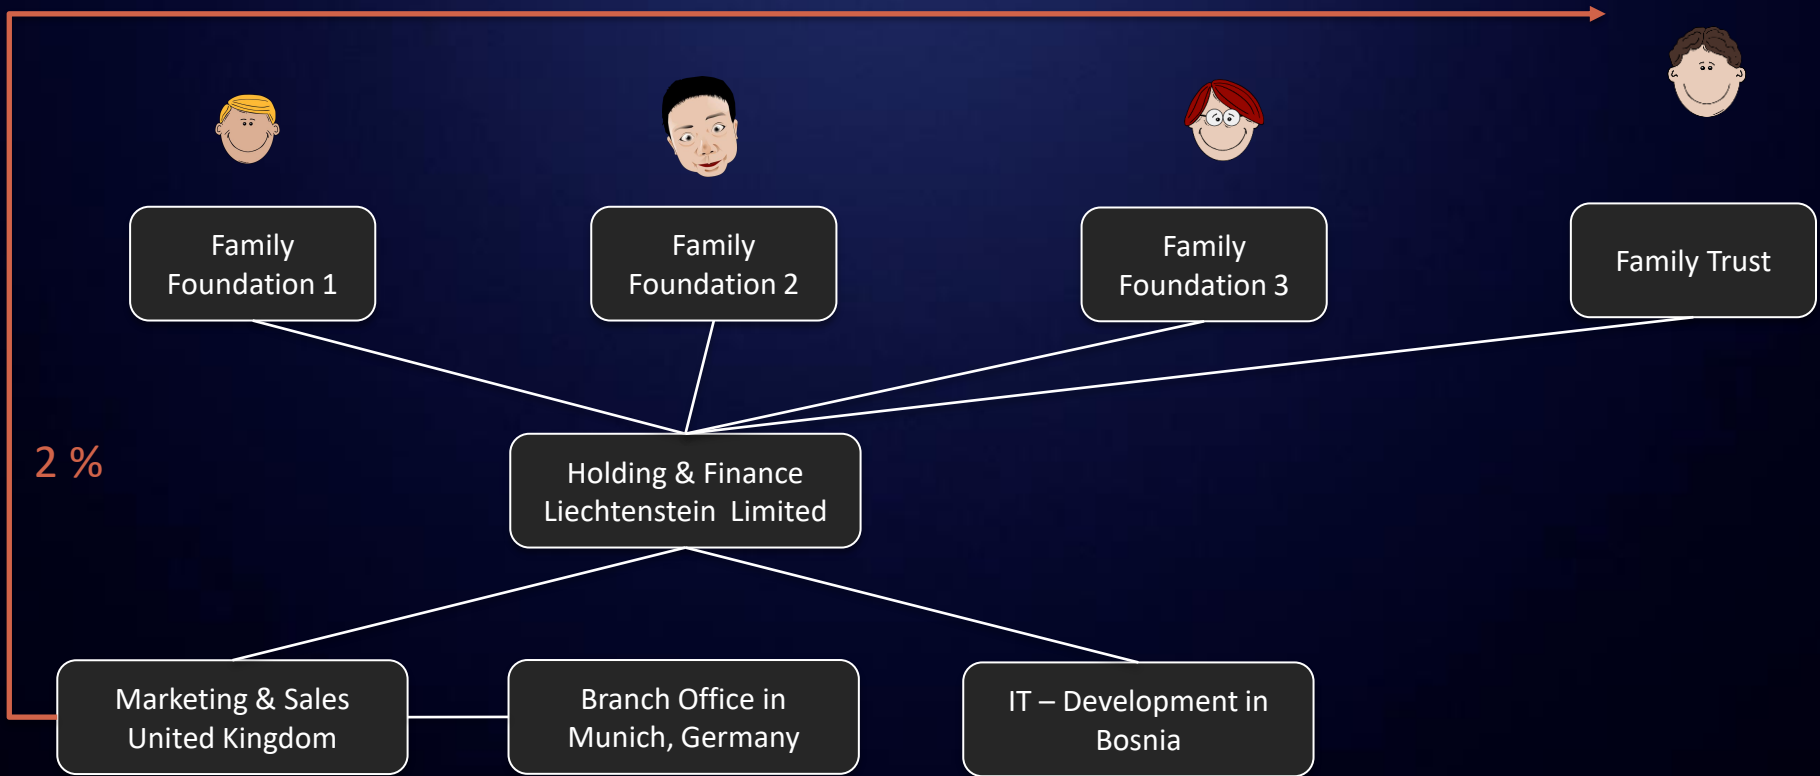 Family
Foundation 1
Family
Foundation 2
Family
Foundation 3
Family Trust
2 %
Holding & Finance
Liechtenstein  Limited
Marketing & Sales
United Kingdom
Branch Office in
Munich, Germany
IT – Development in
Bosnia